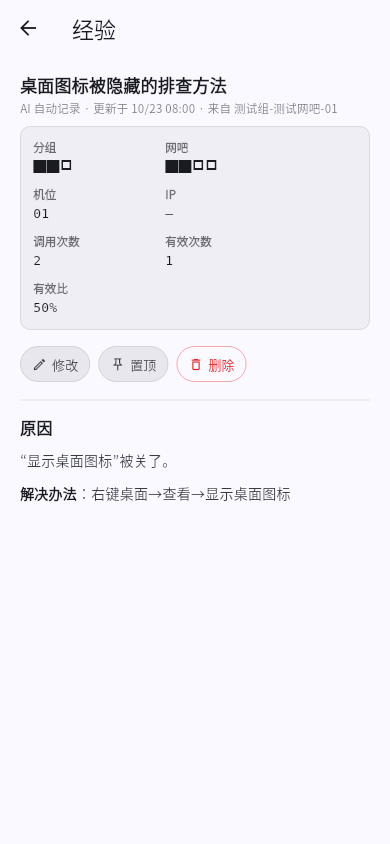 经验
桌面图标被隐藏的排查方法
AI 自动记录 · 更新于 10/23 08:00 · 来自 测试组-测试网吧-01
分组
网吧
机位
IP
01
—
调用次数
有效次数
2
1
有效比
50%
修改
置顶
删除
原因
“显示桌面图标”被关了。
解决办法：右键桌面→查看→显示桌面图标